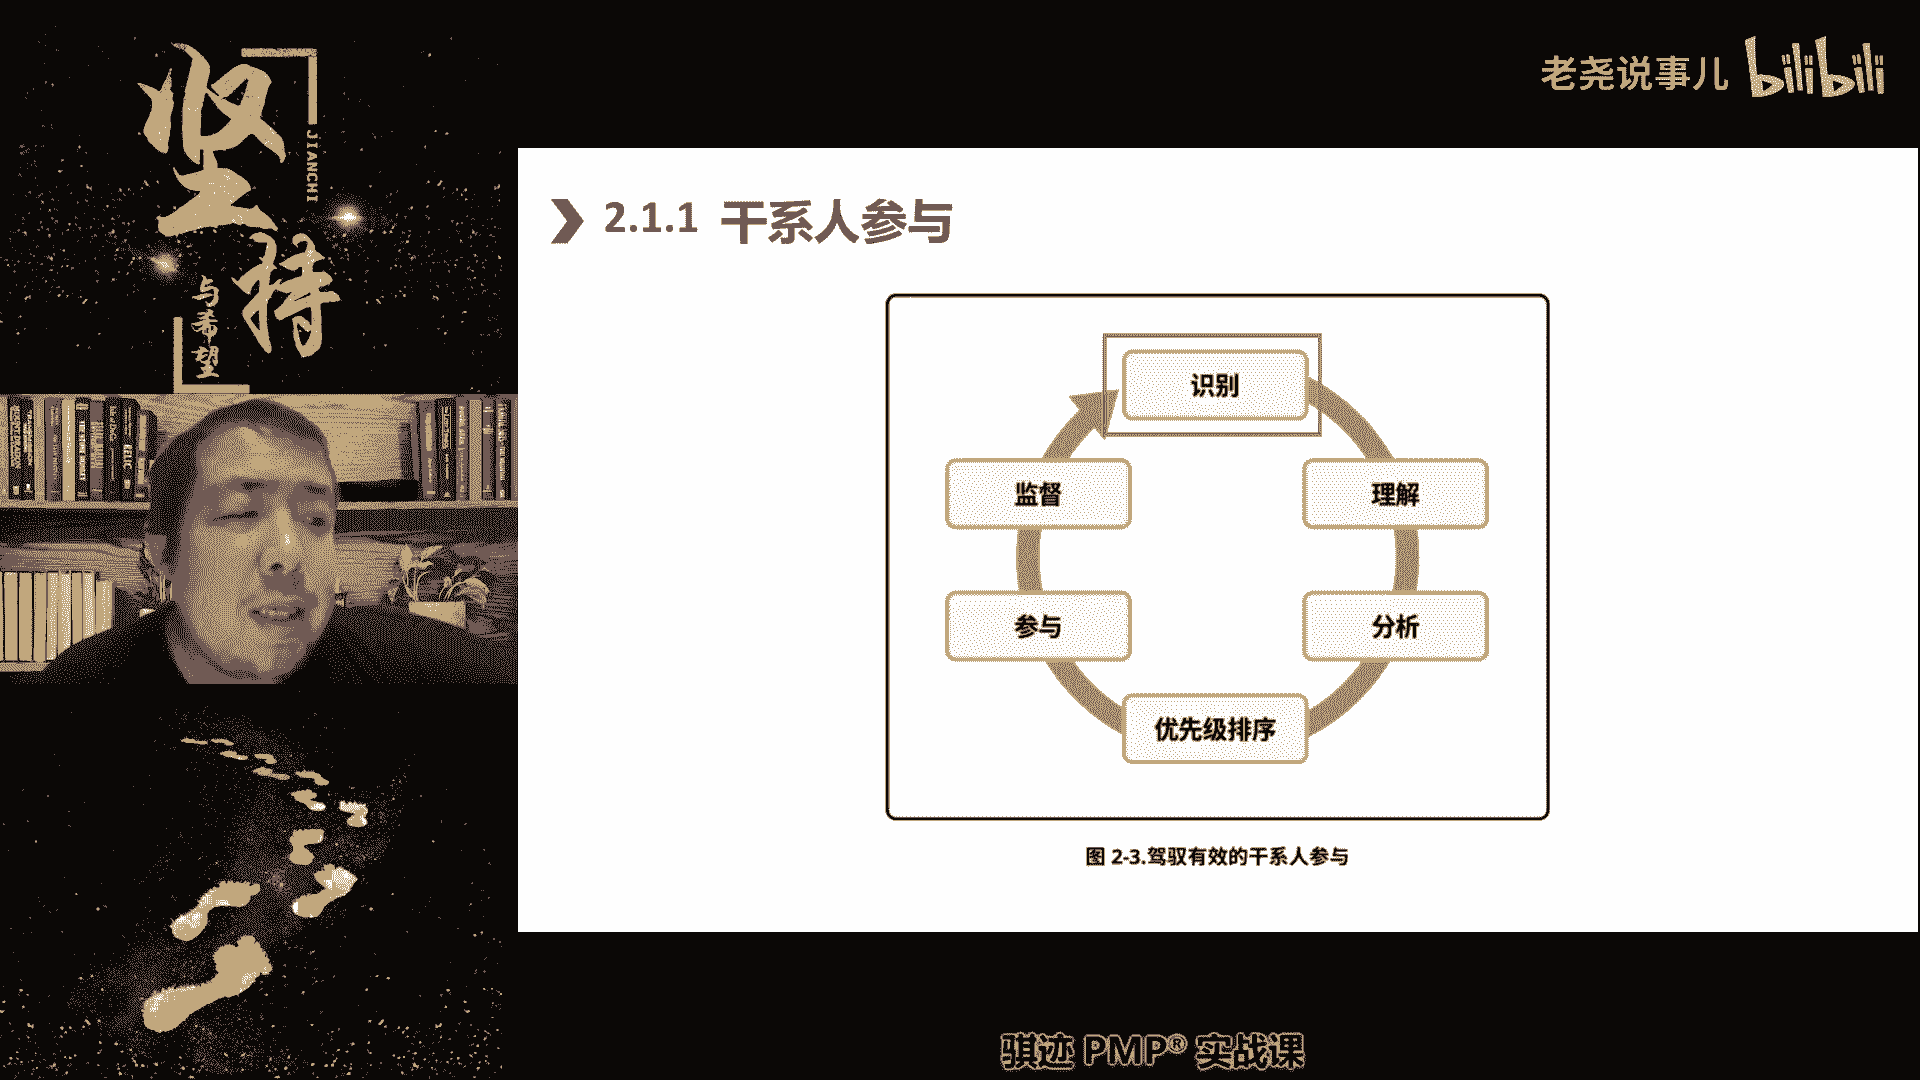 坚持
JIANCHI
与希望
老尧说事儿 bilibili
2.1.1 干系人参与
识别
监督
理解
参与
分析
优先级排序
图 2-3.驾驭有效的干系人参与
骐迹 PMP® 实战课